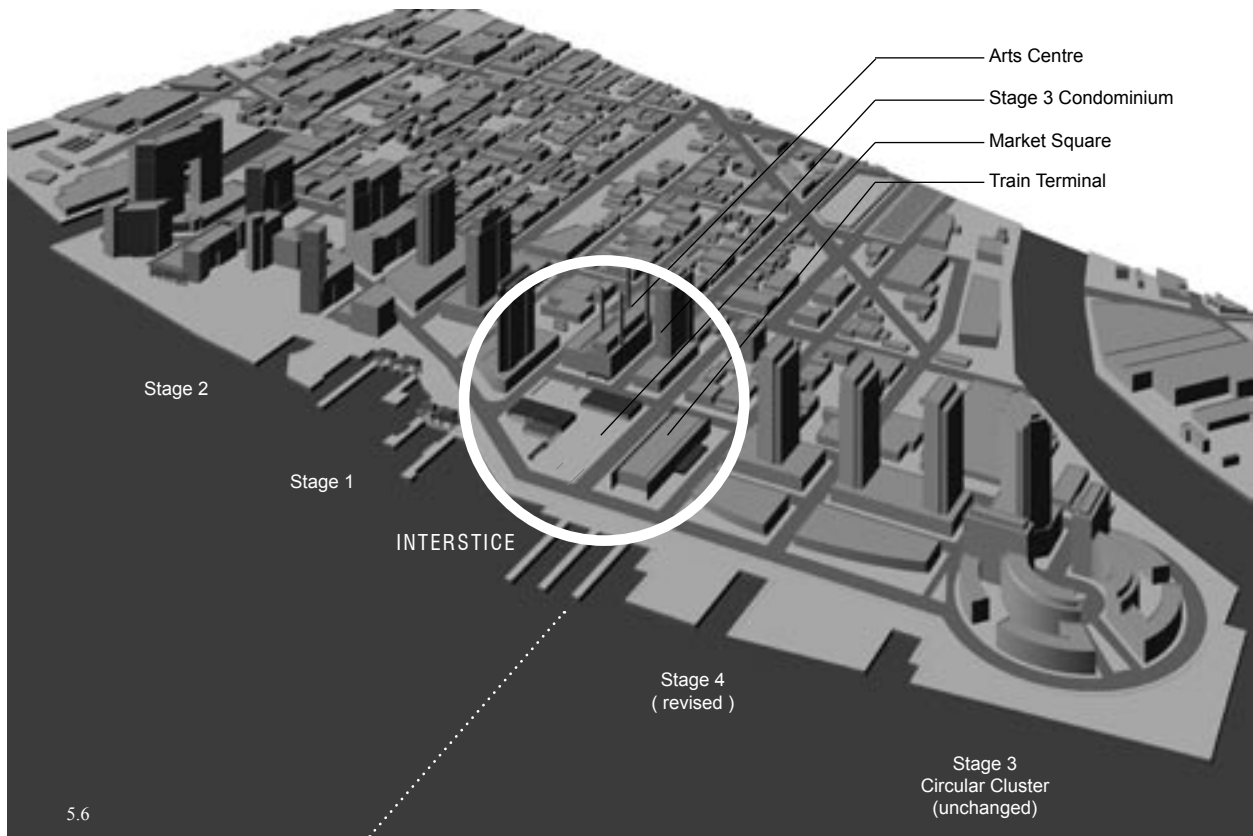 Arts Centre
Stage 3 Condominium
Market Square
Train Terminal
Stage 2
Stage 1
INTERSTICE
Stage 4
( revised )
Stage 3
Circular Cluster
(unchanged)
5.6